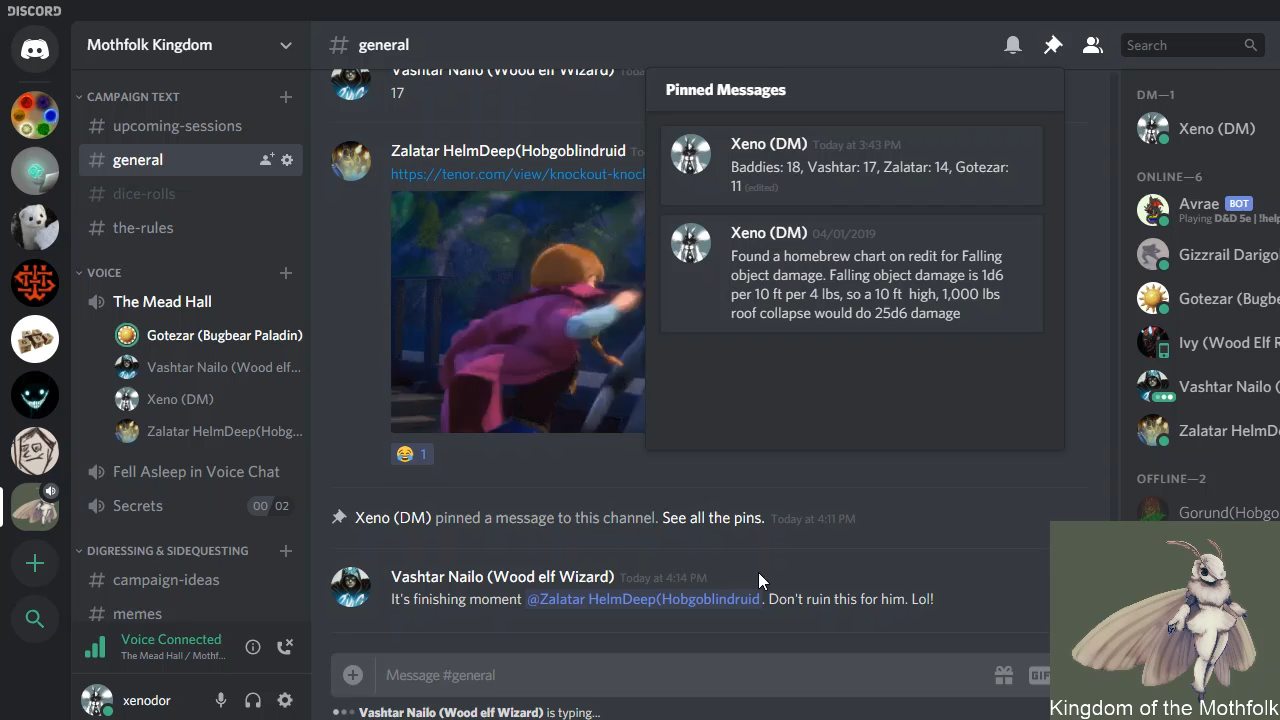 DISCORD
Mothfolk Kingdom
CAMPAIGN TEXT
# upcoming-sessions
# general
# dice-rolls
# the-rules
VOICE
The Mead Hall
Gotezar (Bugbear Paladin)
Vashtar Nailo (Wood elf...
Xeno (DM)
Zalatar HelmDeep(Hobg...
Fell Asleep in Voice Chat
Secrets 00 02
DIGRESSING & SIDEQUESTING
# campaign-ideas
# memes
Voice Connected
The Mead Hall / Mothf...
xenodor
# general
Search
Vashtar Nailo (Wood elf Wizard) Toda
17
Zalatar HelmDeep(Hobgoblindruid To
https://tenor.com/view/knockout-knock
😂 1
Xeno (DM) pinned a message to this channel. See all the pins. Today at 4:11 PM
Vashtar Nailo (Wood elf Wizard) Today at 4:14 PM
It's finishing moment @Zalatar HelmDeep(Hobgoblindruid. Don't ruin this for him. Lol!
Message #general
GIF
Vashtar Nailo (Wood elf Wizard) is typing...
Pinned Messages
Xeno (DM) Today at 3:43 PM
Baddies: 18, Vashtar: 17, Zalatar: 14, Gotezar:
11 (edited)
Xeno (DM) 04/01/2019
Found a homebrew chart on redit for Falling
object damage. Falling object damage is 1d6
per 10 ft per 4 lbs, so a 10 ft high, 1,000 lbs
roof collapse would do 25d6 damage
DM—1
Xeno (DM)
ONLINE—6
Avrae BOT
Playing D&D 5e | !help
Gizzrail Darigo
Gotezar (Bugbe
Ivy (Wood Elf R
Vashtar Nailo (
Zalatar HelmD
OFFLINE—2
Gorund(Hobgo
Kingdom of the Mothfolk